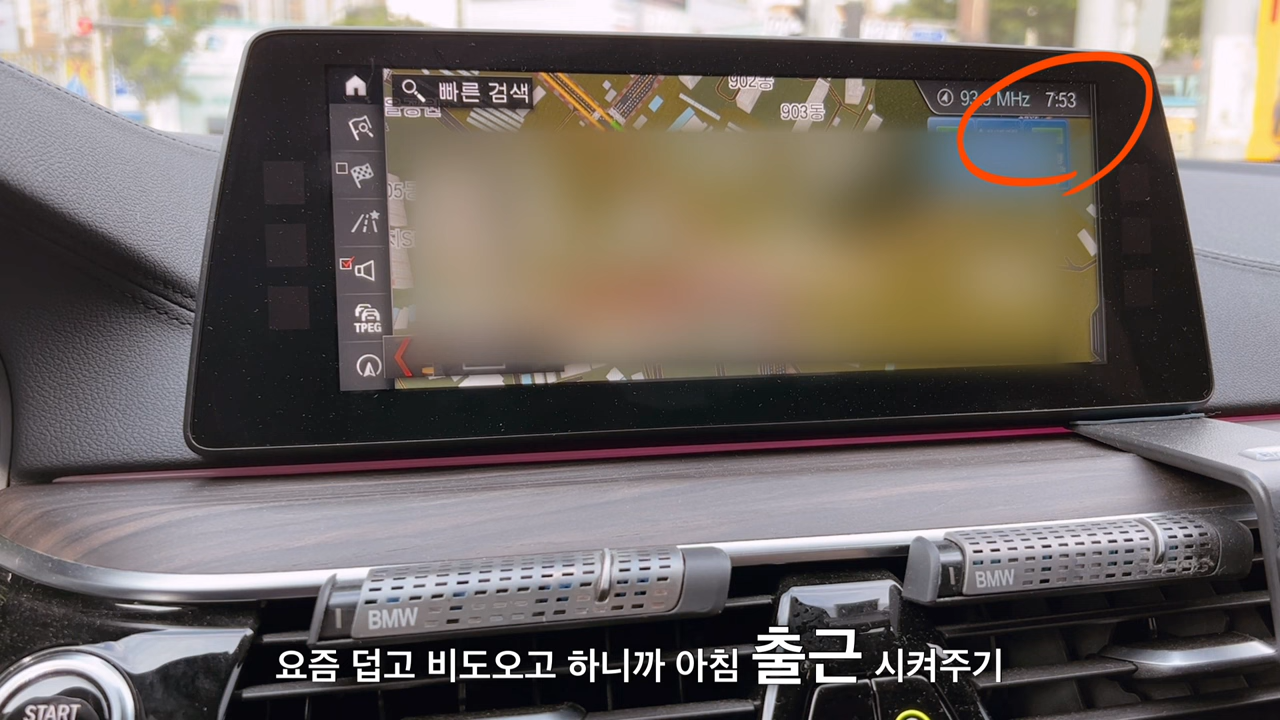 빠른 검색
902동
903동
93.9 MHz 7:53
TPEG
BMW
BMW
START
요즘 덥고 비도오고 하니까 아침 출근 시켜주기